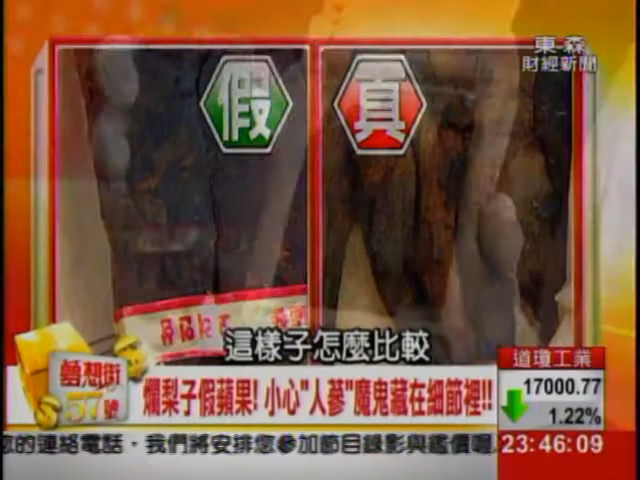 東森
財經新聞
假
真
這樣子怎麼比較
夢想街
57號
爛梨子假蘋果! 小心"人蔘"魔鬼藏在細節裡!!
道瓊工業
17000.77
1.22%
的連絡電話,我們將安排您參加節目錄影與鑑價喔
23:46:09